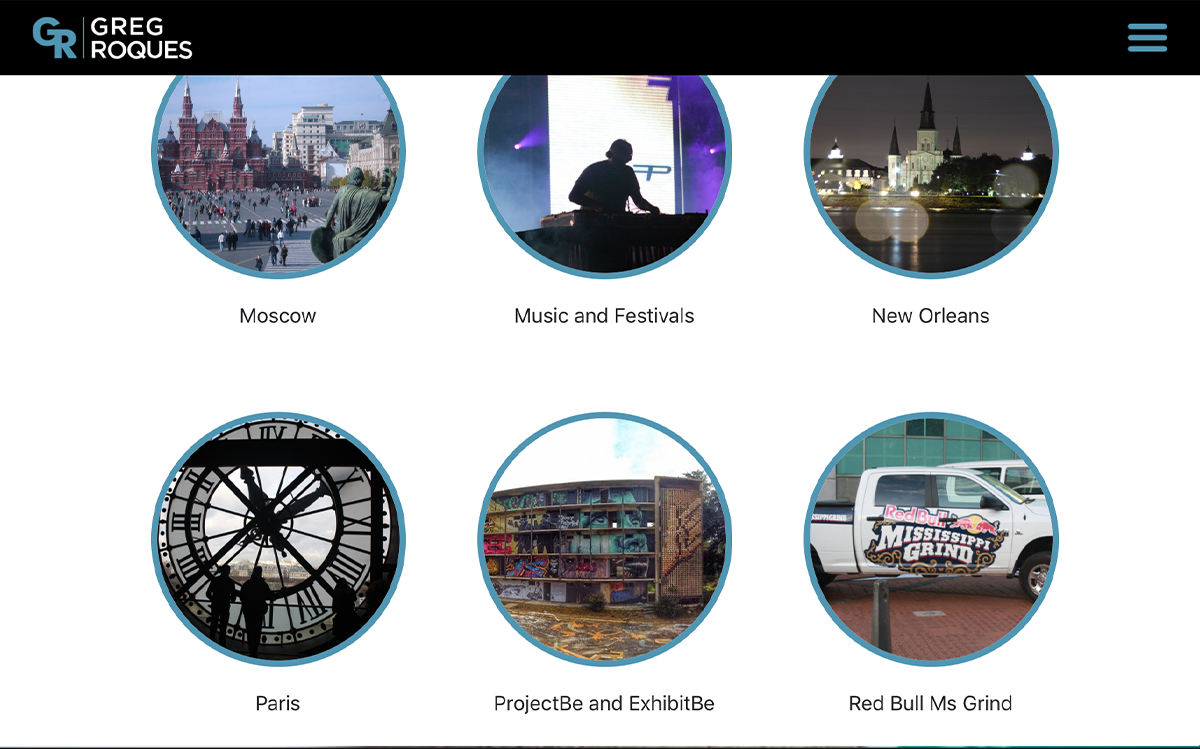 GR
GREG
ROQUES
Moscow
Music and Festivals
New Orleans
Red Bull
MISSISSIPPI
GRIND
Paris
ProjectBe and ExhibitBe
Red Bull Ms Grind